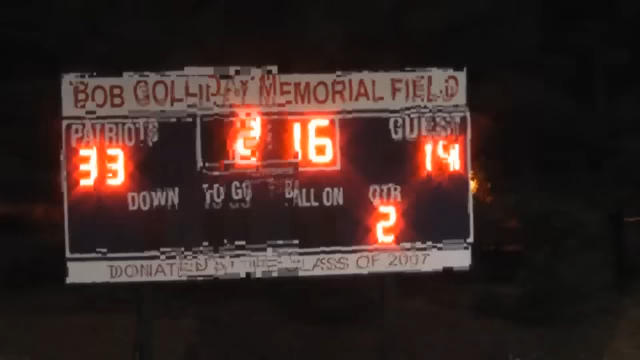 BOB GOLLIDAY MEMORIAL FIELD
PATRIOTS 2 16 GUEST
33 14
DOWN TO GO BALL ON QTR
2
DONATED BY THE CLASS OF 2007